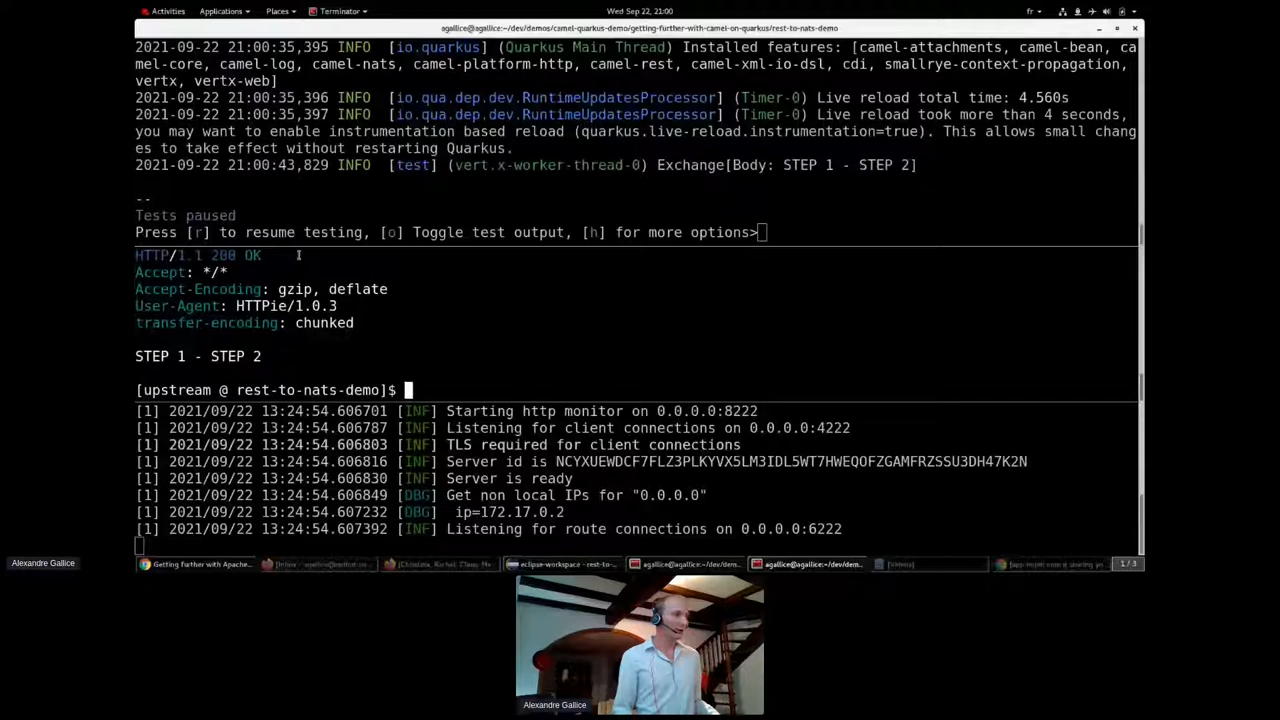 Activities Applications Places Terminator Wed Sep 22, 21:00 fr
agallice@agallice:~/dev/demos/camel-quarkus-demo/getting-further-with-camel-on-quarkus/rest-to-nats-demo
2021-09-22 21:00:35,395 INFO [io.quarkus] (Quarkus Main Thread) Installed features: [camel-attachments, camel-bean, ca
mel-core, camel-log, camel-nats, camel-platform-http, camel-rest, camel-xml-io-dsl, cdi, smallrye-context-propagation,
vertx, vertx-web]
2021-09-22 21:00:35,396 INFO [io.qua.dep.dev.RuntimeUpdatesProcessor] (Timer-0) Live reload total time: 4.560s
2021-09-22 21:00:35,397 INFO [io.qua.dep.dev.RuntimeUpdatesProcessor] (Timer-0) Live reload took more than 4 seconds,
you may want to enable instrumentation based reload (quarkus.live-reload.instrumentation=true). This allows small chang
es to take effect without restarting Quarkus.
2021-09-22 21:00:43,829 INFO [test] (vert.x-worker-thread-0) Exchange[Body: STEP 1 - STEP 2]
--
Tests paused
Press [r] to resume testing, [o] Toggle test output, [h] for more options>
HTTP/1.1 200 OK
Accept: */*
Accept-Encoding: gzip, deflate
User-Agent: HTTPie/1.0.3
transfer-encoding: chunked
STEP 1 - STEP 2
[upstream @ rest-to-nats-demo]$
[1] 2021/09/22 13:24:54.606701 [INF] Starting http monitor on 0.0.0.0:8222
[1] 2021/09/22 13:24:54.606787 [INF] Listening for client connections on 0.0.0.0:4222
[1] 2021/09/22 13:24:54.606803 [INF] TLS required for client connections
[1] 2021/09/22 13:24:54.606816 [INF] Server id is NCYXUEWDCF7FLZ3PLKYVX5LM3IDL5WT7HWEQOFZGAMFRZSSU3DH47K2N
[1] 2021/09/22 13:24:54.606830 [INF] Server is ready
[1] 2021/09/22 13:24:54.606849 [DBG] Get non local IPs for "0.0.0.0"
[1] 2021/09/22 13:24:54.607232 [DBG] ip=172.17.0.2
[1] 2021/09/22 13:24:54.607392 [INF] Listening for route connections on 0.0.0.0:6222
Alexandre Gallice
Getting further with Apache... eclipse-workspace - rest-to-... agallice@agallice:~/dev/dem... agallice@agallice:~/dev/dem... 1 / 3
Alexandre Gallice